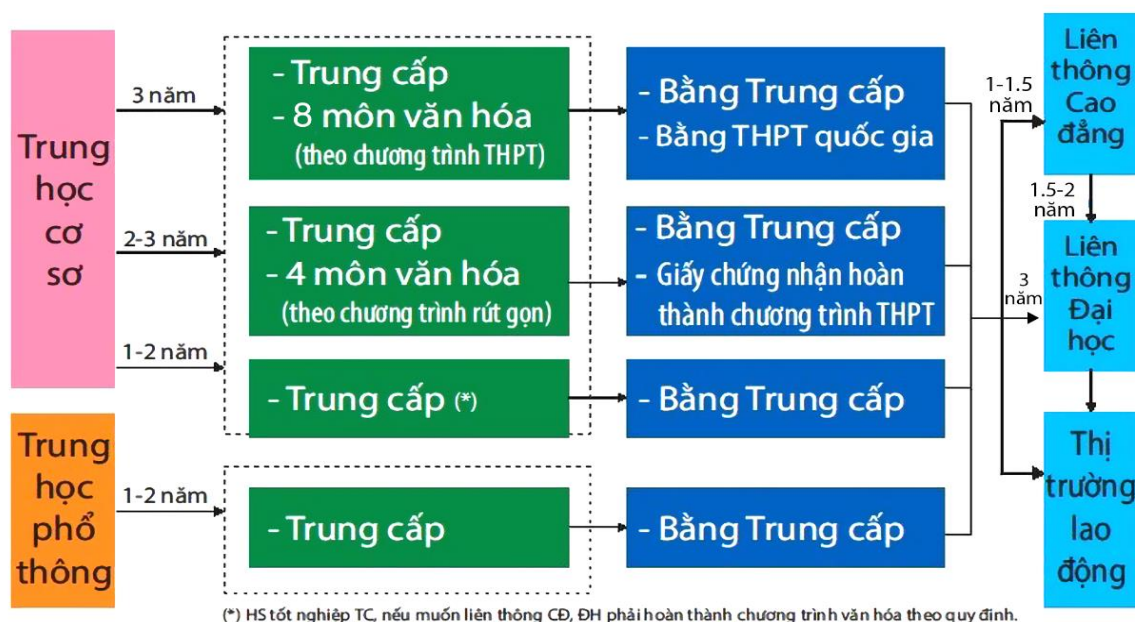 Trung
học
cơ
sơ
Trung
học
phổ
thông
3 năm
2-3 năm
1-2 năm
1-2 năm
- Trung cấp
- 8 môn văn hóa
(theo chương trình THPT)
- Trung cấp
- 4 môn văn hóa
(theo chương trình rút gọn)
- Trung cấp (*)
- Trung cấp
- Bằng Trung cấp
- Bằng THPT quốc gia
- Bằng Trung cấp
- Giấy chứng nhận hoàn
thành chương trình THPT
- Bằng Trung cấp
- Bằng Trung cấp
1-1.5
năm
Liên
thông
Cao
đẳng
1.5-2
năm
3
năm
Liên
thông
Đại
học
Thị
trường
lao
động
(*) HS tốt nghiệp TC, nếu muốn liên thông CĐ, ĐH phải hoàn thành chương trình văn hóa theo quy định.